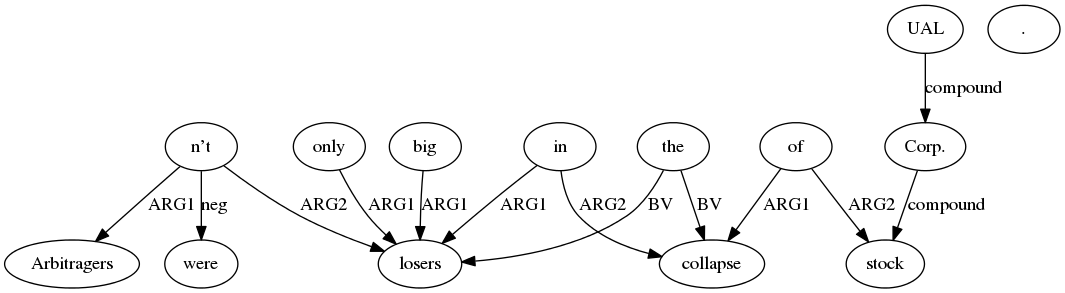 UAL .
compound
n't only big in the of Corp.
ARG1 neg ARG2 ARG1 ARG1 ARG1 ARG2 BV BV ARG1 ARG2 compound
Arbitragers were losers collapse stock